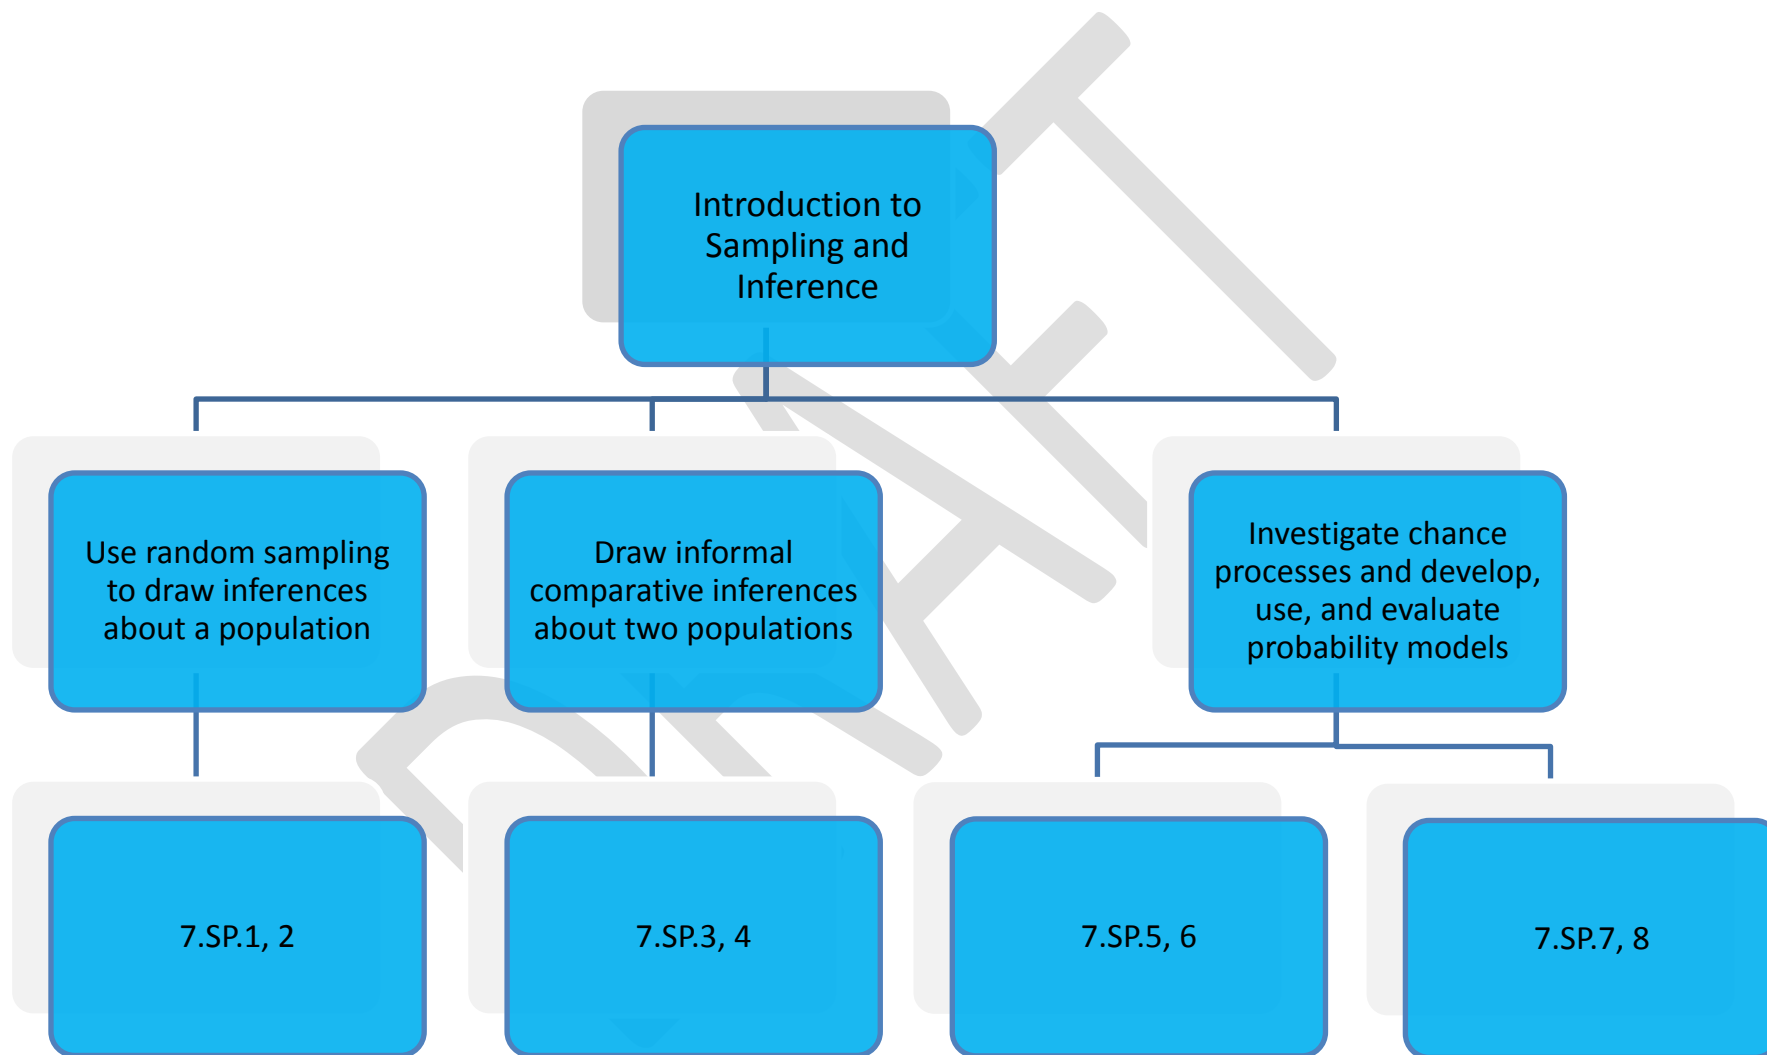 Introduction to
Sampling and
Inference
Use random sampling
to draw inferences
about a population
Draw informal
comparative inferences
about two populations
Investigate chance
processes and develop,
use, and evaluate
probability models
7.SP.1, 2
7.SP.3, 4
7.SP.5, 6
7.SP.7, 8
DRAFT